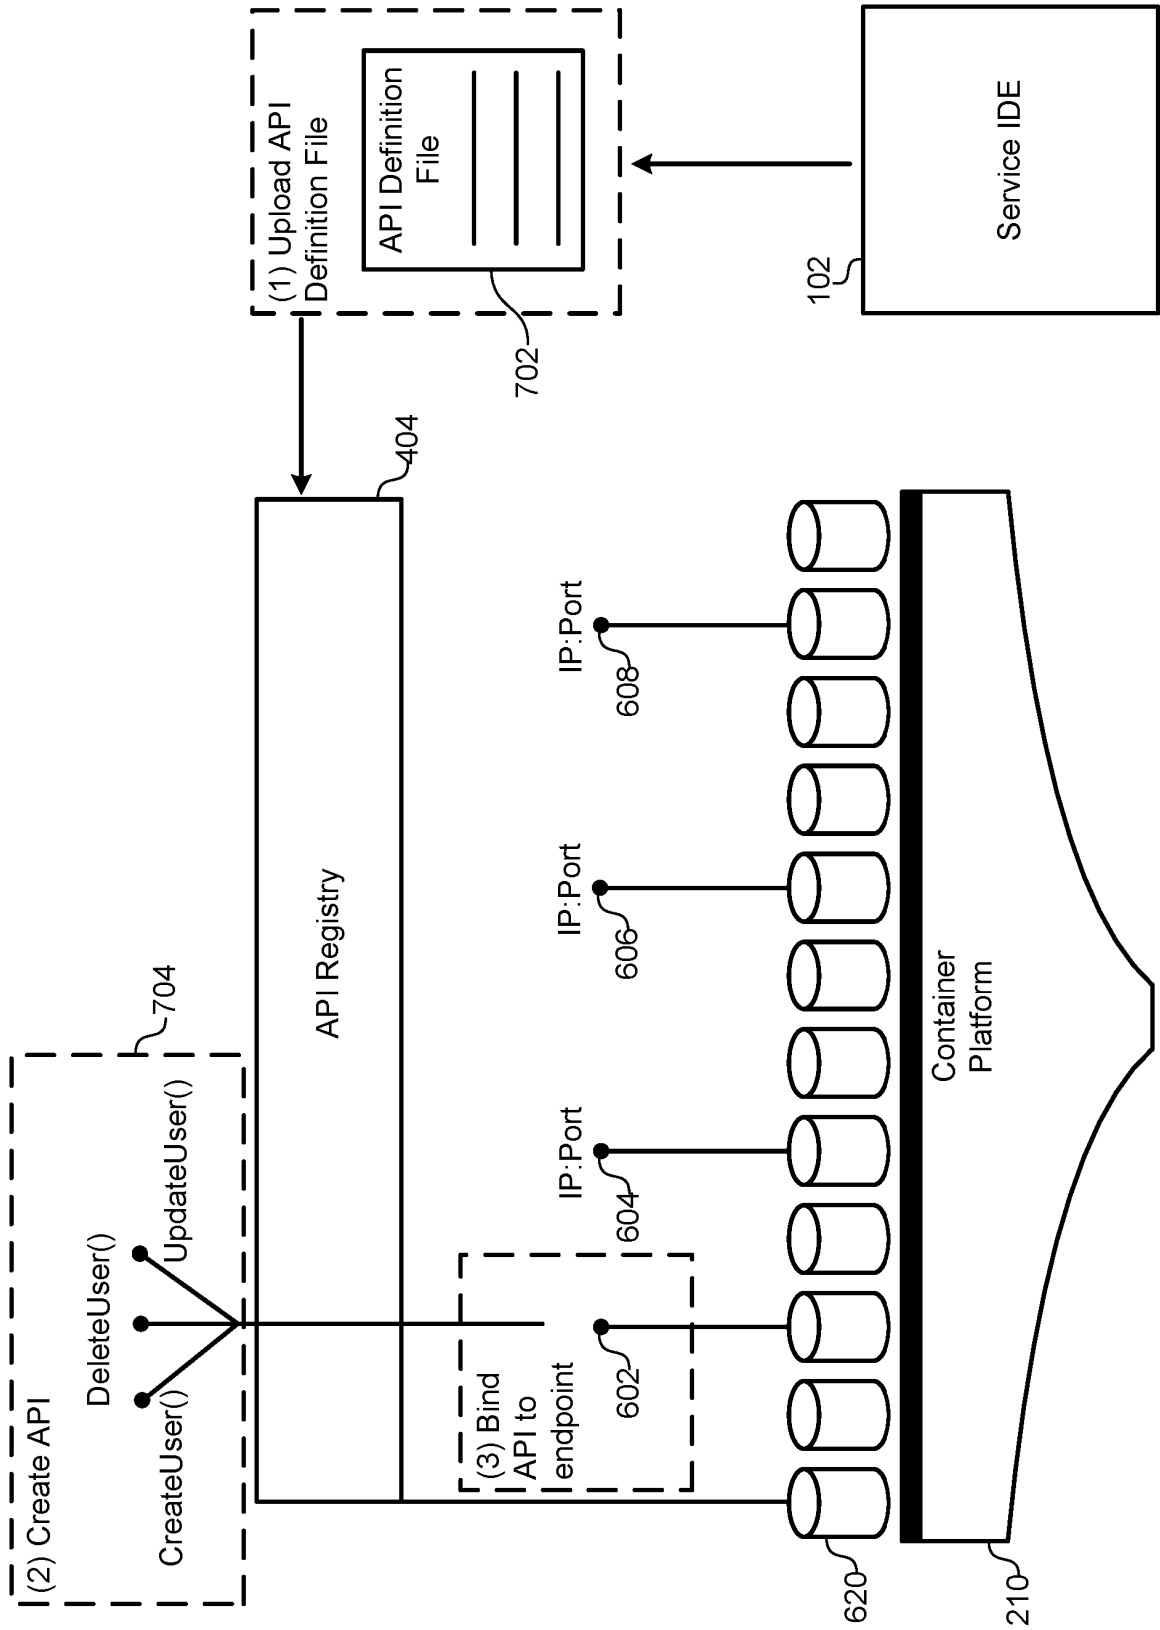 (2) Create API
DeleteUser()
CreateUser()
UpdateUser()
704
API Registry
404
(1) Upload API
Definition File
API Definition
File
702
(3) Bind
API to
endpoint
602
IP:Port
604
IP:Port
606
IP:Port
608
620
Container
Platform
210
102
Service IDE